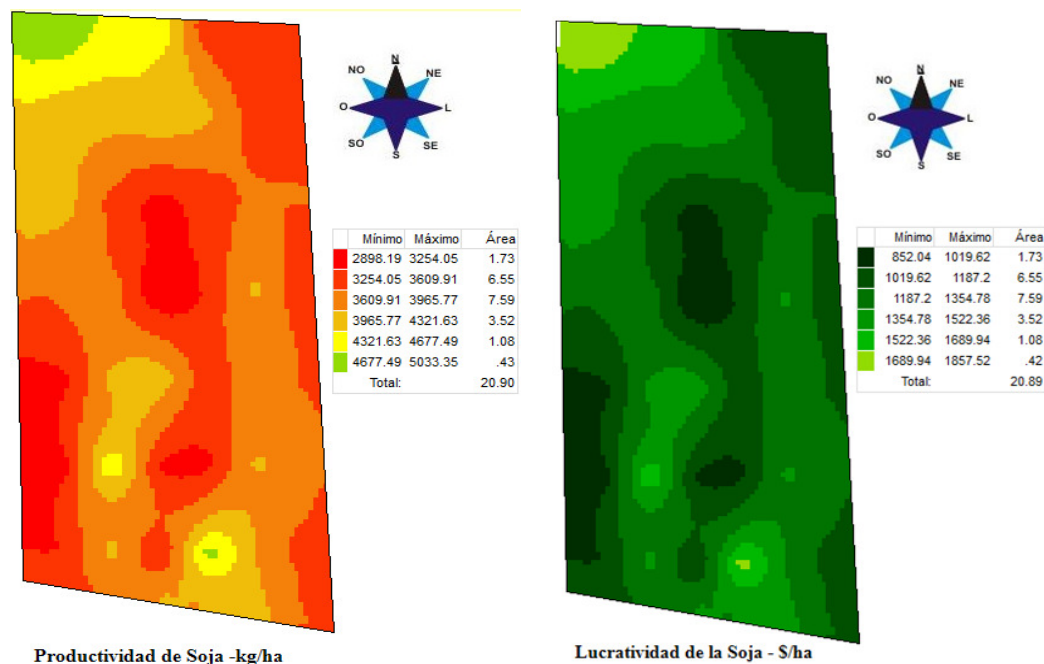 N
NO NE
O L
SO SE
S
Mínimo Máximo Área
2898.19 3254.05 1.73
3254.05 3609.91 6.55
3609.91 3965.77 7.59
3965.77 4321.63 3.52
4321.63 4677.49 1.08
4677.49 5033.35 .43
Total: 20.90
Productividad de Soja -kg/ha
N
NO NE
O L
SO SE
S
Mínimo Máximo Área
852.04 1019.62 1.73
1019.62 1187.2 6.55
1187.2 1354.78 7.59
1354.78 1522.36 3.52
1522.36 1689.94 1.08
1689.94 1857.52 .42
Total: 20.89
Lucratividad de la Soja - $/ha